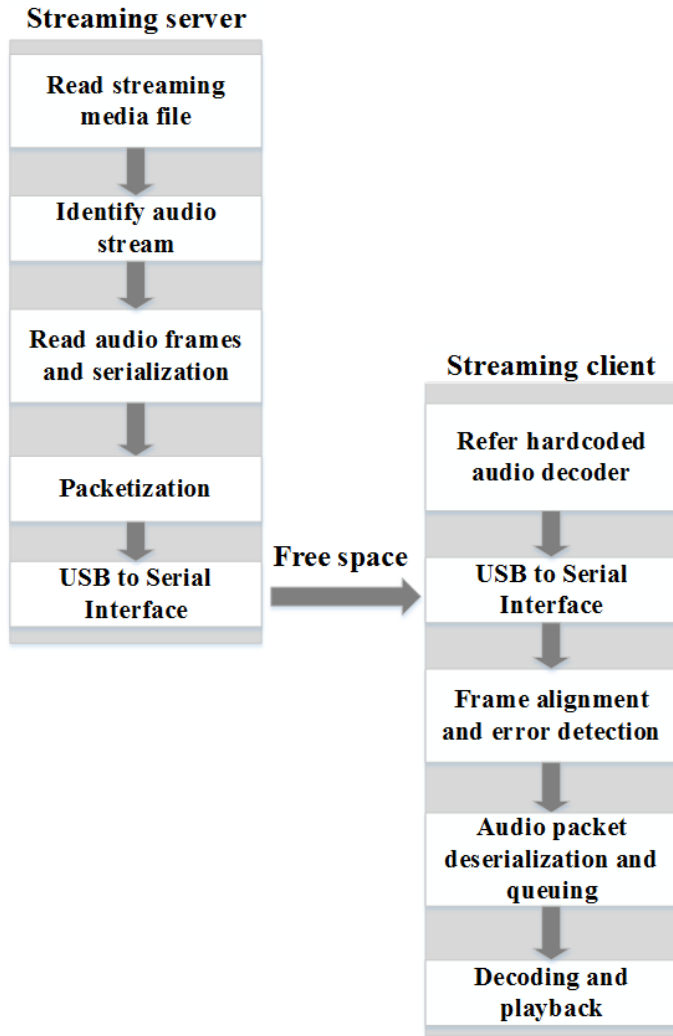 Streaming server
Read streaming
media file
Identify audio
stream
Read audio frames
and serialization
Packetization
USB to Serial
Interface
Free space
Streaming client
Refer hardcoded
audio decoder
USB to Serial
Interface
Frame alignment
and error detection
Audio packet
deserialization and
queuing
Decoding and
playback